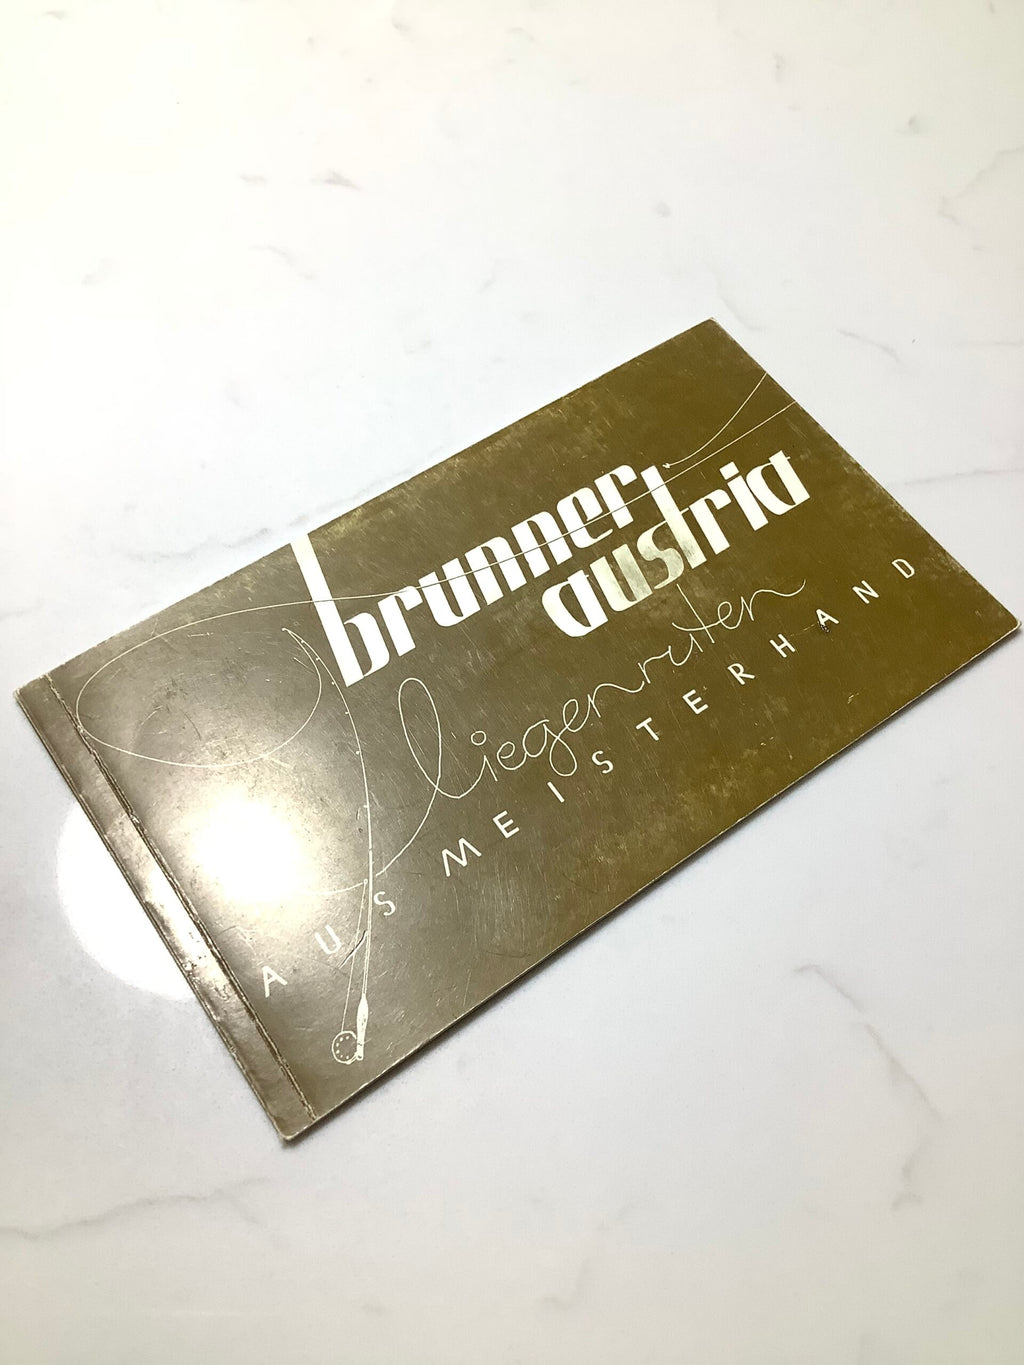 brunner
austria
fliegenruten
AUS MEISTERHAND